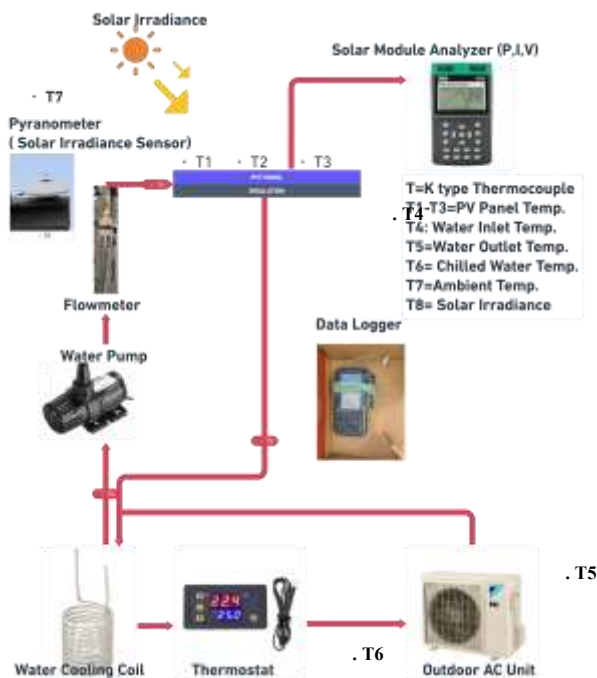 Solar Irradiance
Solar Module Analyzer (P,I,V)
· T7
Pyranometer
( Solar Irradiance Sensor)
· T1 · T2 · T3
T=K type Thermocouple
T1-T3=PV Panel Temp.
. T4
T4: Water Inlet Temp.
T5=Water Outlet Temp.
T6= Chilled Water Temp.
T7=Ambient Temp.
T8= Solar Irradiance
Flowmeter
Data Logger
Water Pump
. T5
22.4
Water Cooling Coil
Thermostat
. T6
Outdoor AC Unit